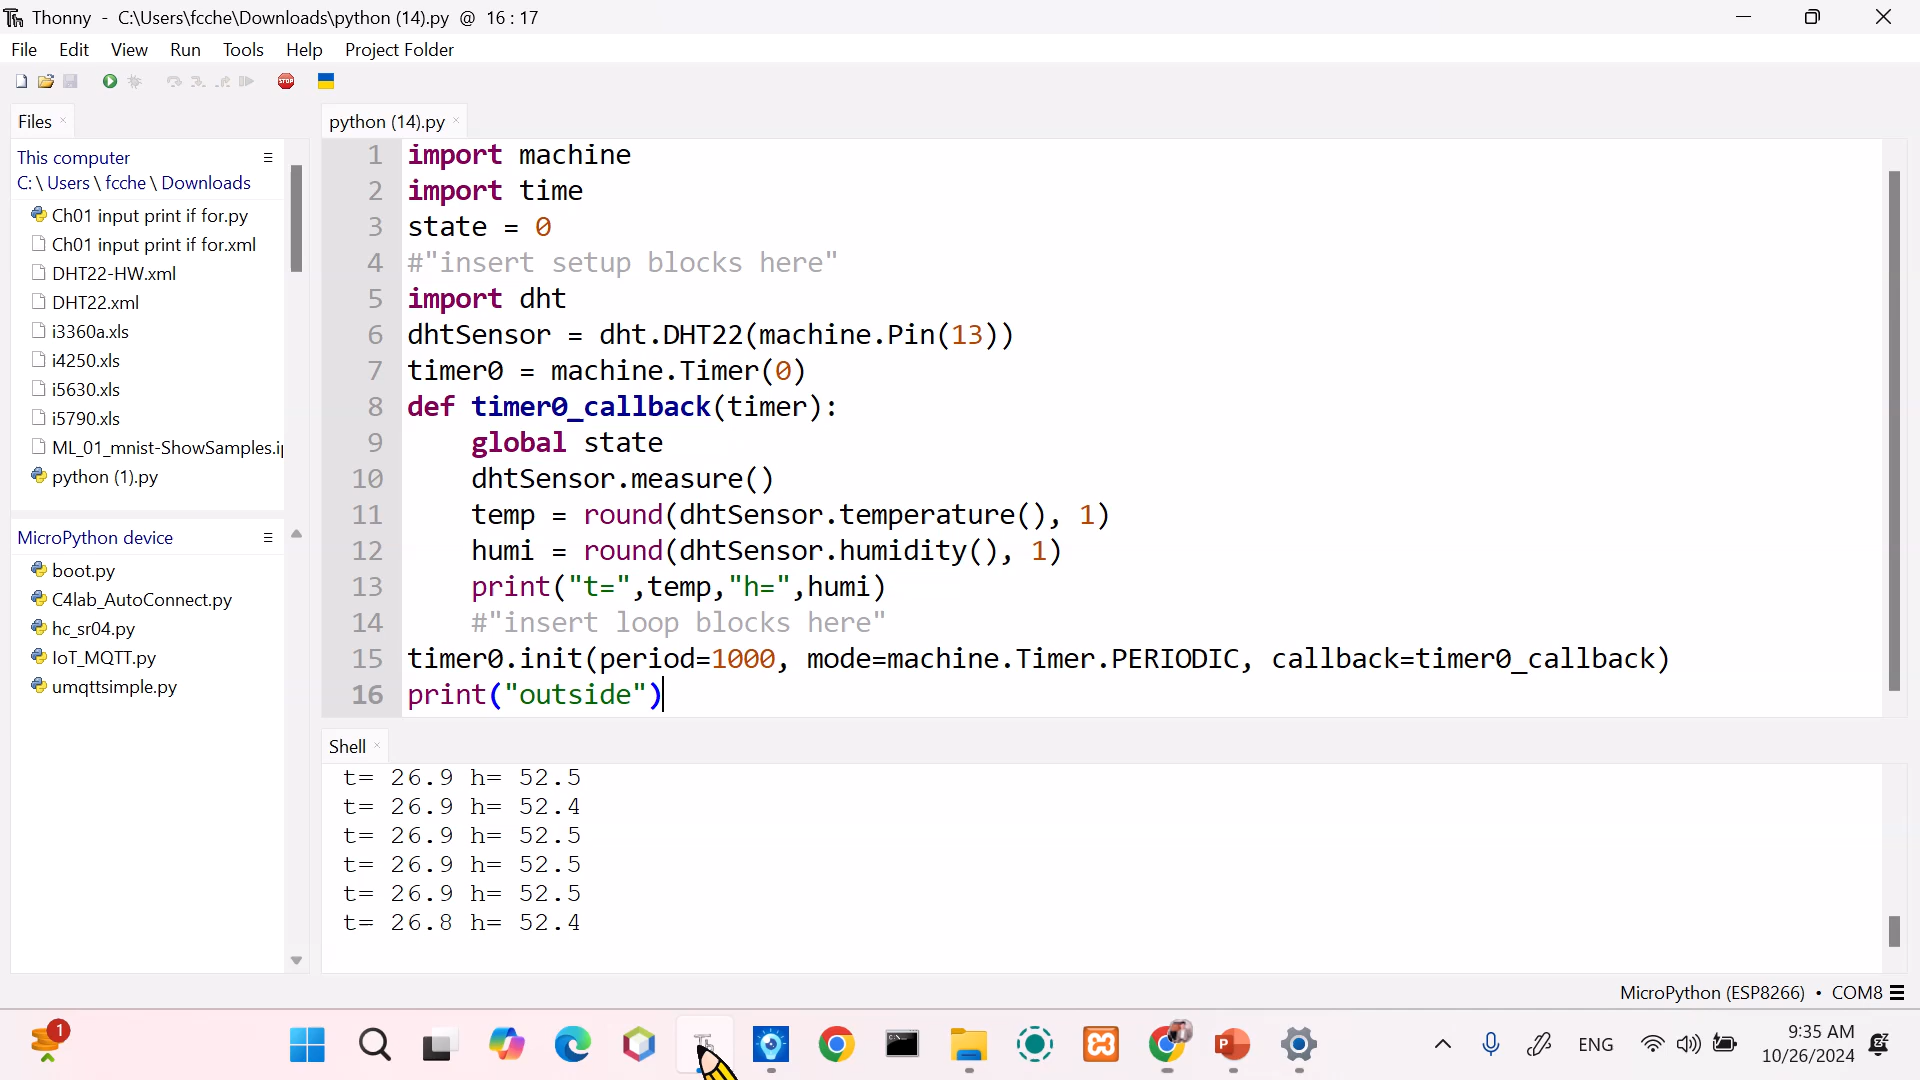 Thonny - C:\Users\fcche\Downloads\python (14).py @ 16 : 17
File Edit View Run Tools Help Project Folder
STOP
Files
This computer
C: \ Users \ fcche \ Downloads
Ch01 input print if for.py
Ch01 input print if for.xml
DHT22-HW.xml
DHT22.xml
i3360a.xls
i4250.xls
i5630.xls
i5790.xls
ML_01_mnist-ShowSamples.i
python (1).py
MicroPython device
boot.py
C4lab_AutoConnect.py
hc_sr04.py
IoT_MQTT.py
umqttsimple.py
python (14).py
1 import machine
2 import time
3 state = 0
4 #"insert setup blocks here"
5 import dht
6 dhtSensor = dht.DHT22(machine.Pin(13))
7 timer0 = machine.Timer(0)
8 def timer0_callback(timer):
9 global state
10 dhtSensor.measure()
11 temp = round(dhtSensor.temperature(), 1)
12 humi = round(dhtSensor.humidity(), 1)
13 print("t=",temp,"h=",humi)
14 #"insert loop blocks here"
15 timer0.init(period=1000, mode=machine.Timer.PERIODIC, callback=timer0_callback)
16 print("outside")
Shell
t= 26.9 h= 52.5
t= 26.9 h= 52.4
t= 26.9 h= 52.5
t= 26.9 h= 52.5
t= 26.9 h= 52.5
t= 26.8 h= 52.4
MicroPython (ESP8266) • COM8
1
ENG
9:35 AM
10/26/2024